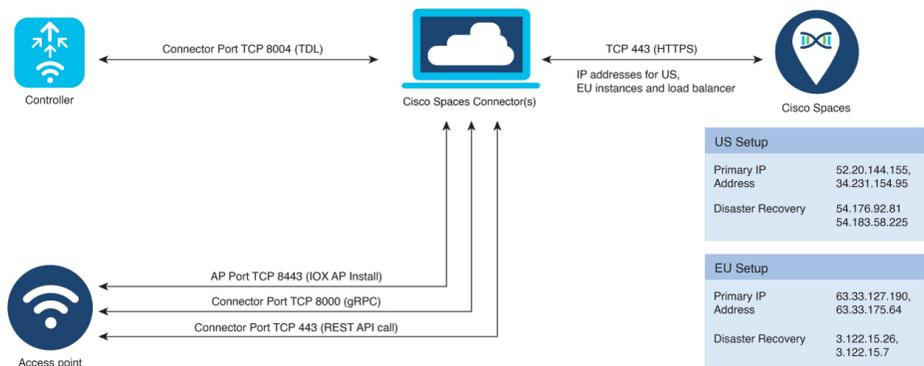 Connector Port TCP 8004 (TDL)
Controller
Cisco Spaces Connector(s)
TCP 443 (HTTPS)
IP addresses for US,
EU instances and load balancer
Cisco Spaces
US Setup
Primary IP
Address
52.20.144.155,
34.231.154.95
Disaster Recovery
54.176.92.81
54.183.58.225
AP Port TCP 8443 (IOX AP Install)
Connector Port TCP 8000 (gRPC)
Connector Port TCP 443 (REST API call)
Access point
EU Setup
Primary IP
Address
63.33.127.190,
63.33.175.64
Disaster Recovery
3.122.15.26,
3.122.15.7